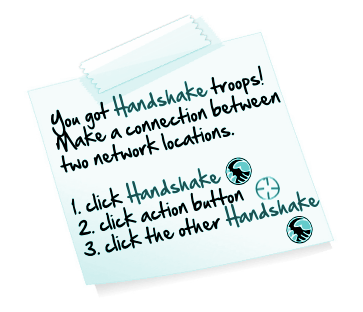 You got Handshake troops!
Make a connection between
two network locations.
1. click Handshake
2. click action button
3. click the other Handshake